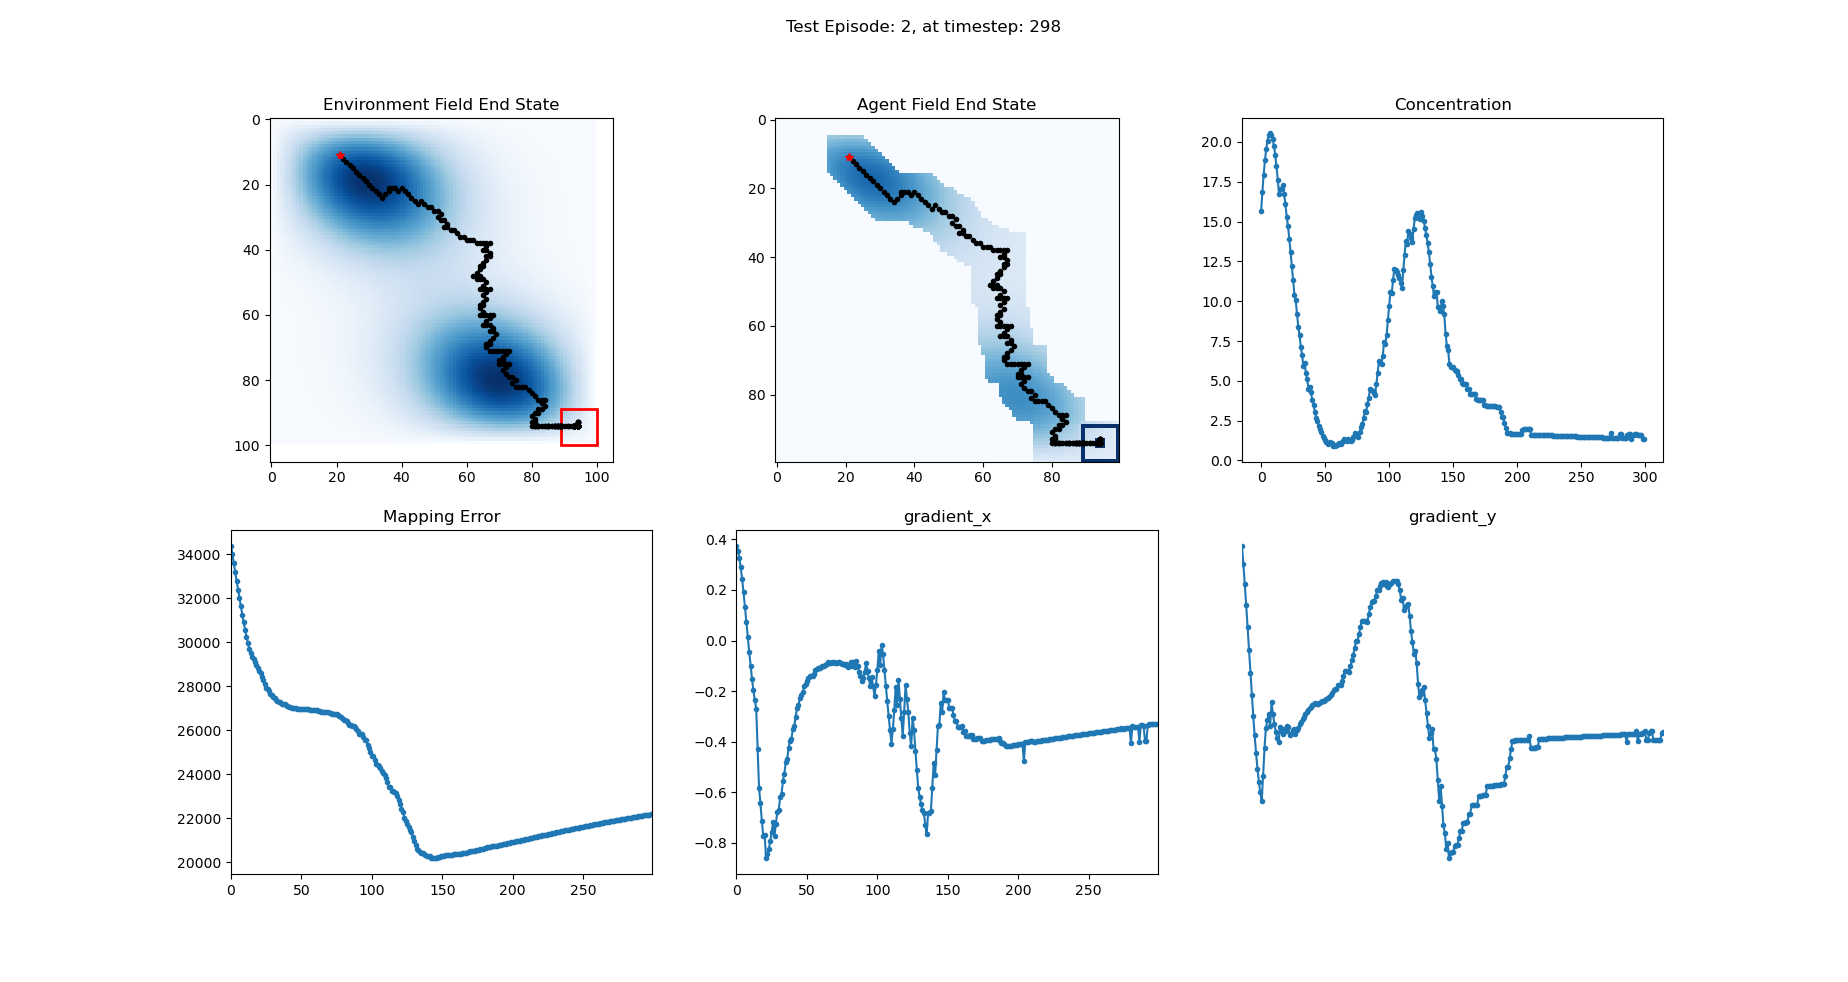 Test Episode: 2, at timestep: 298
Environment Field End State
0
20
40
60
80
100
0 20 40 60 80 100
Agent Field End State
0
20
40
60
80
20 40 60 80
Concentration
20.0
17.5
15.0
12.5
10.0
7.5
5.0
2.5
0.0
0 50 100 150 200 250 300
Mapping Error
34000
32000
30000
28000
26000
24000
22000
20000
0 50 100 150 200 250
gradient_x
0.4
0.2
0.0
−0.2
−0.4
−0.6
−0.8
0 50 100 150 200 250
gradient_y